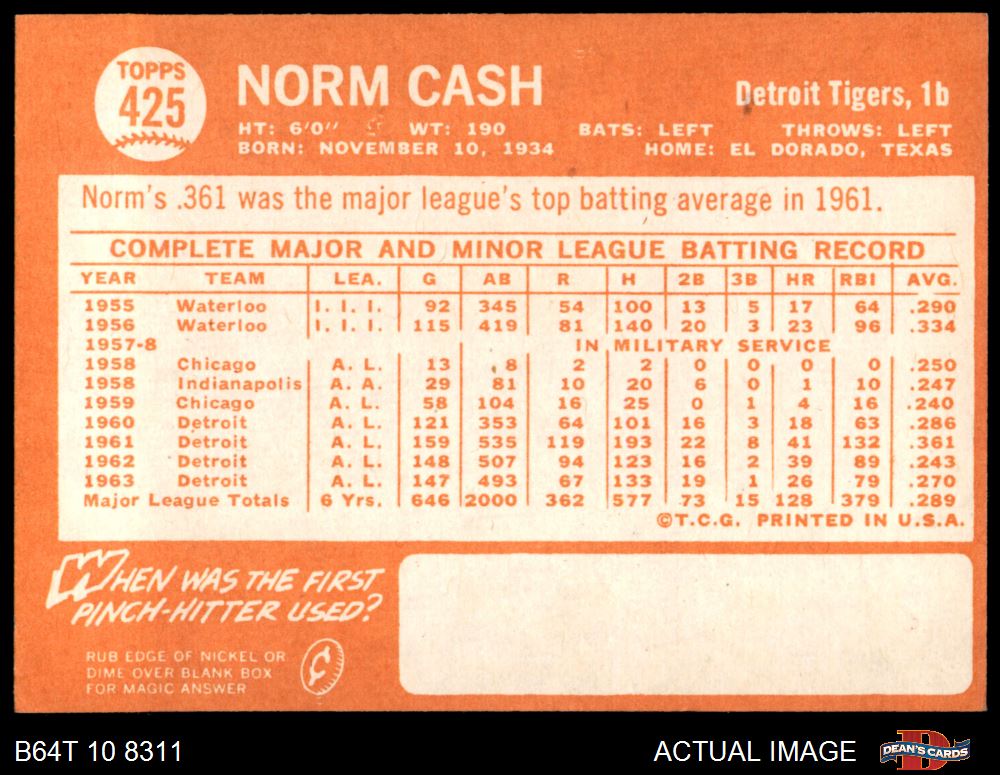 TOPPS
425
NORM CASH
Detroit Tigers, 1b
HT: 6'0" WT: 190 BATS: LEFT THROWS: LEFT
BORN: NOVEMBER 10, 1934 HOME: EL DORADO, TEXAS
Norm's .361 was the major league's top batting average in 1961.
COMPLETE MAJOR AND MINOR LEAGUE BATTING RECORD
YEAR TEAM LEA. G AB R H 2B 3B HR RBI AVG.
1955 Waterloo I. I. I. 92 345 54 100 13 5 17 64 .290
1956 Waterloo I. I. I. 115 419 81 140 20 3 23 96 .334
1957-8 IN MILITARY SERVICE
1958 Chicago A. L. 13 8 2 2 0 0 0 0 .250
1958 Indianapolis A. A. 29 81 10 20 6 0 1 10 .247
1959 Chicago A. L. 58 104 16 25 0 1 4 16 .240
1960 Detroit A. L. 121 353 64 101 16 3 18 63 .286
1961 Detroit A. L. 159 535 119 193 22 8 41 132 .361
1962 Detroit A. L. 148 507 94 123 16 2 39 89 .243
1963 Detroit A. L. 147 493 67 133 19 1 26 79 .270
Major League Totals 6 Yrs. 646 2000 362 577 73 15 128 379 .289
©T.C.G. PRINTED IN U.S.A.
WHEN WAS THE FIRST
PINCH-HITTER USED?
RUB EDGE OF NICKEL OR
DIME OVER BLANK BOX
FOR MAGIC ANSWER
¢
B64T 10 8311
ACTUAL IMAGE
D
DEAN'S CARDS